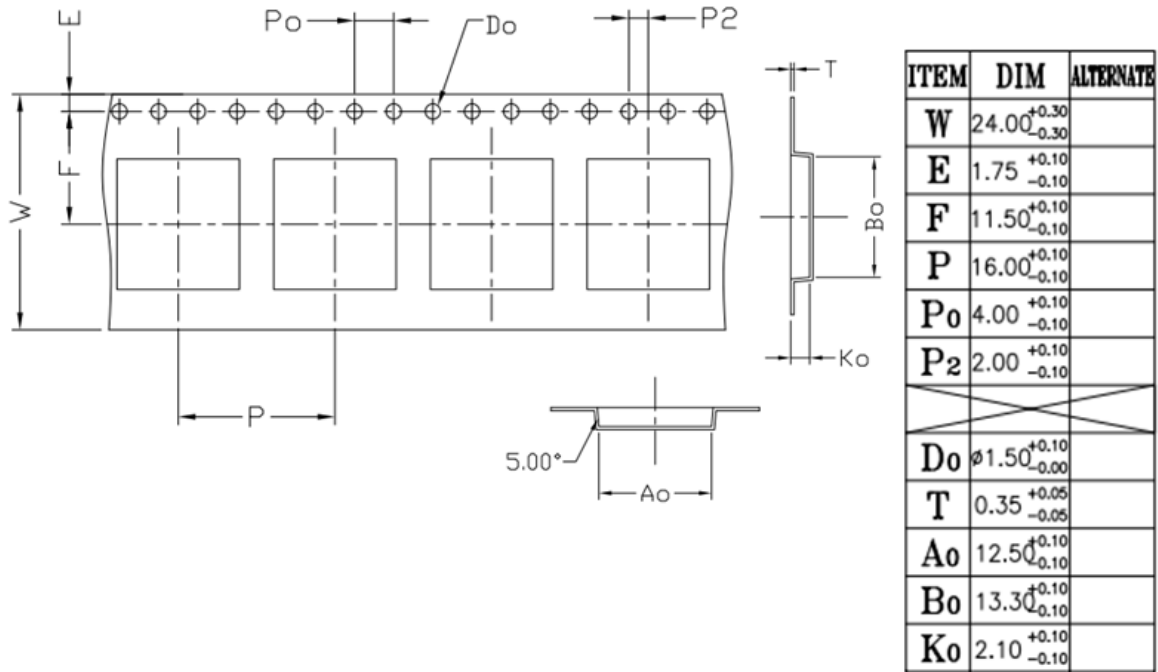 E
Po
Do
P2
F
W
P
T
Bo
Ko
5.00°
Ao
ITEM DIM ALTERNATE
W 24.00 +0.30 -0.30
E 1.75 +0.10 -0.10
F 11.50 +0.10 -0.10
P 16.00 +0.10 -0.10
Po 4.00 +0.10 -0.10
P2 2.00 +0.10 -0.10
Do ø1.50 +0.10 -0.00
T 0.35 +0.05 -0.05
Ao 12.50 +0.10 -0.10
Bo 13.30 +0.10 -0.10
Ko 2.10 +0.10 -0.10